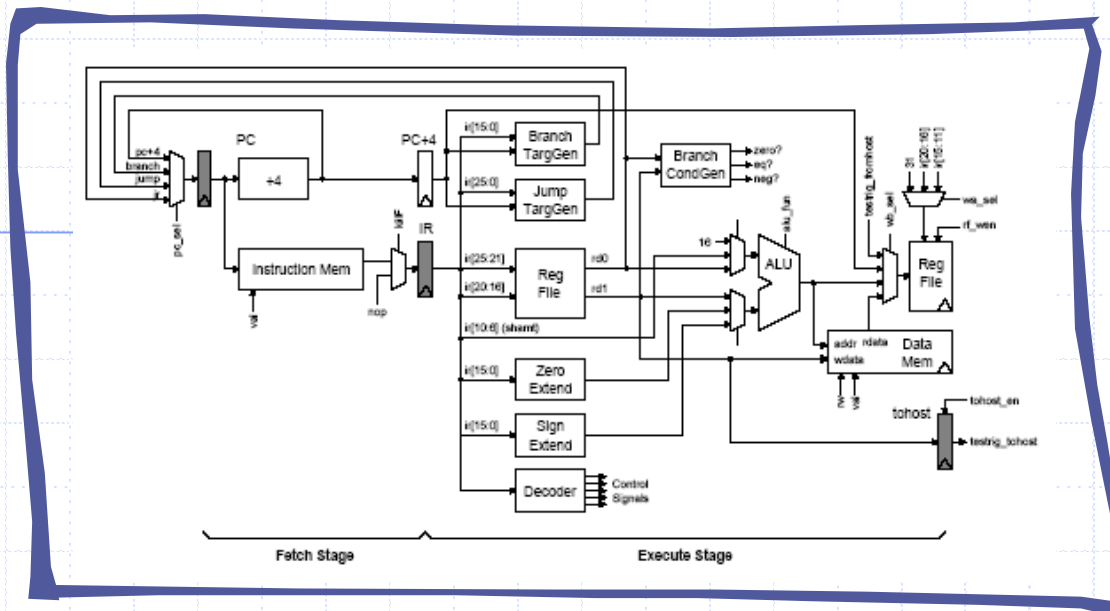 PC
PC+4
pc+4
branch
jump
jr
pc_sel
+4
Instruction Mem
val
kill
nop
IR
ir[15:0]
Branch
TargGen
ir[25:0]
Jump
TargGen
ir[25:21]
ir[20:16]
Reg
File
rd0
rd1
ir[10:6] (shamt)
ir[15:0]
Zero
Extend
ir[15:0]
Sign
Extend
Decoder
Control
Signals
Branch
CondGen
zero?
eq?
neg?
16
ALU
alu_fun
testrig_fromhost
wb_sel
31
ir[20:16]
ir[15:11]
wa_sel
rf_wen
Reg
File
addr
rdata
wdata
Data
Mem
rw
val
tohost
tohost_en
testrig_tohost
Fetch Stage
Execute Stage